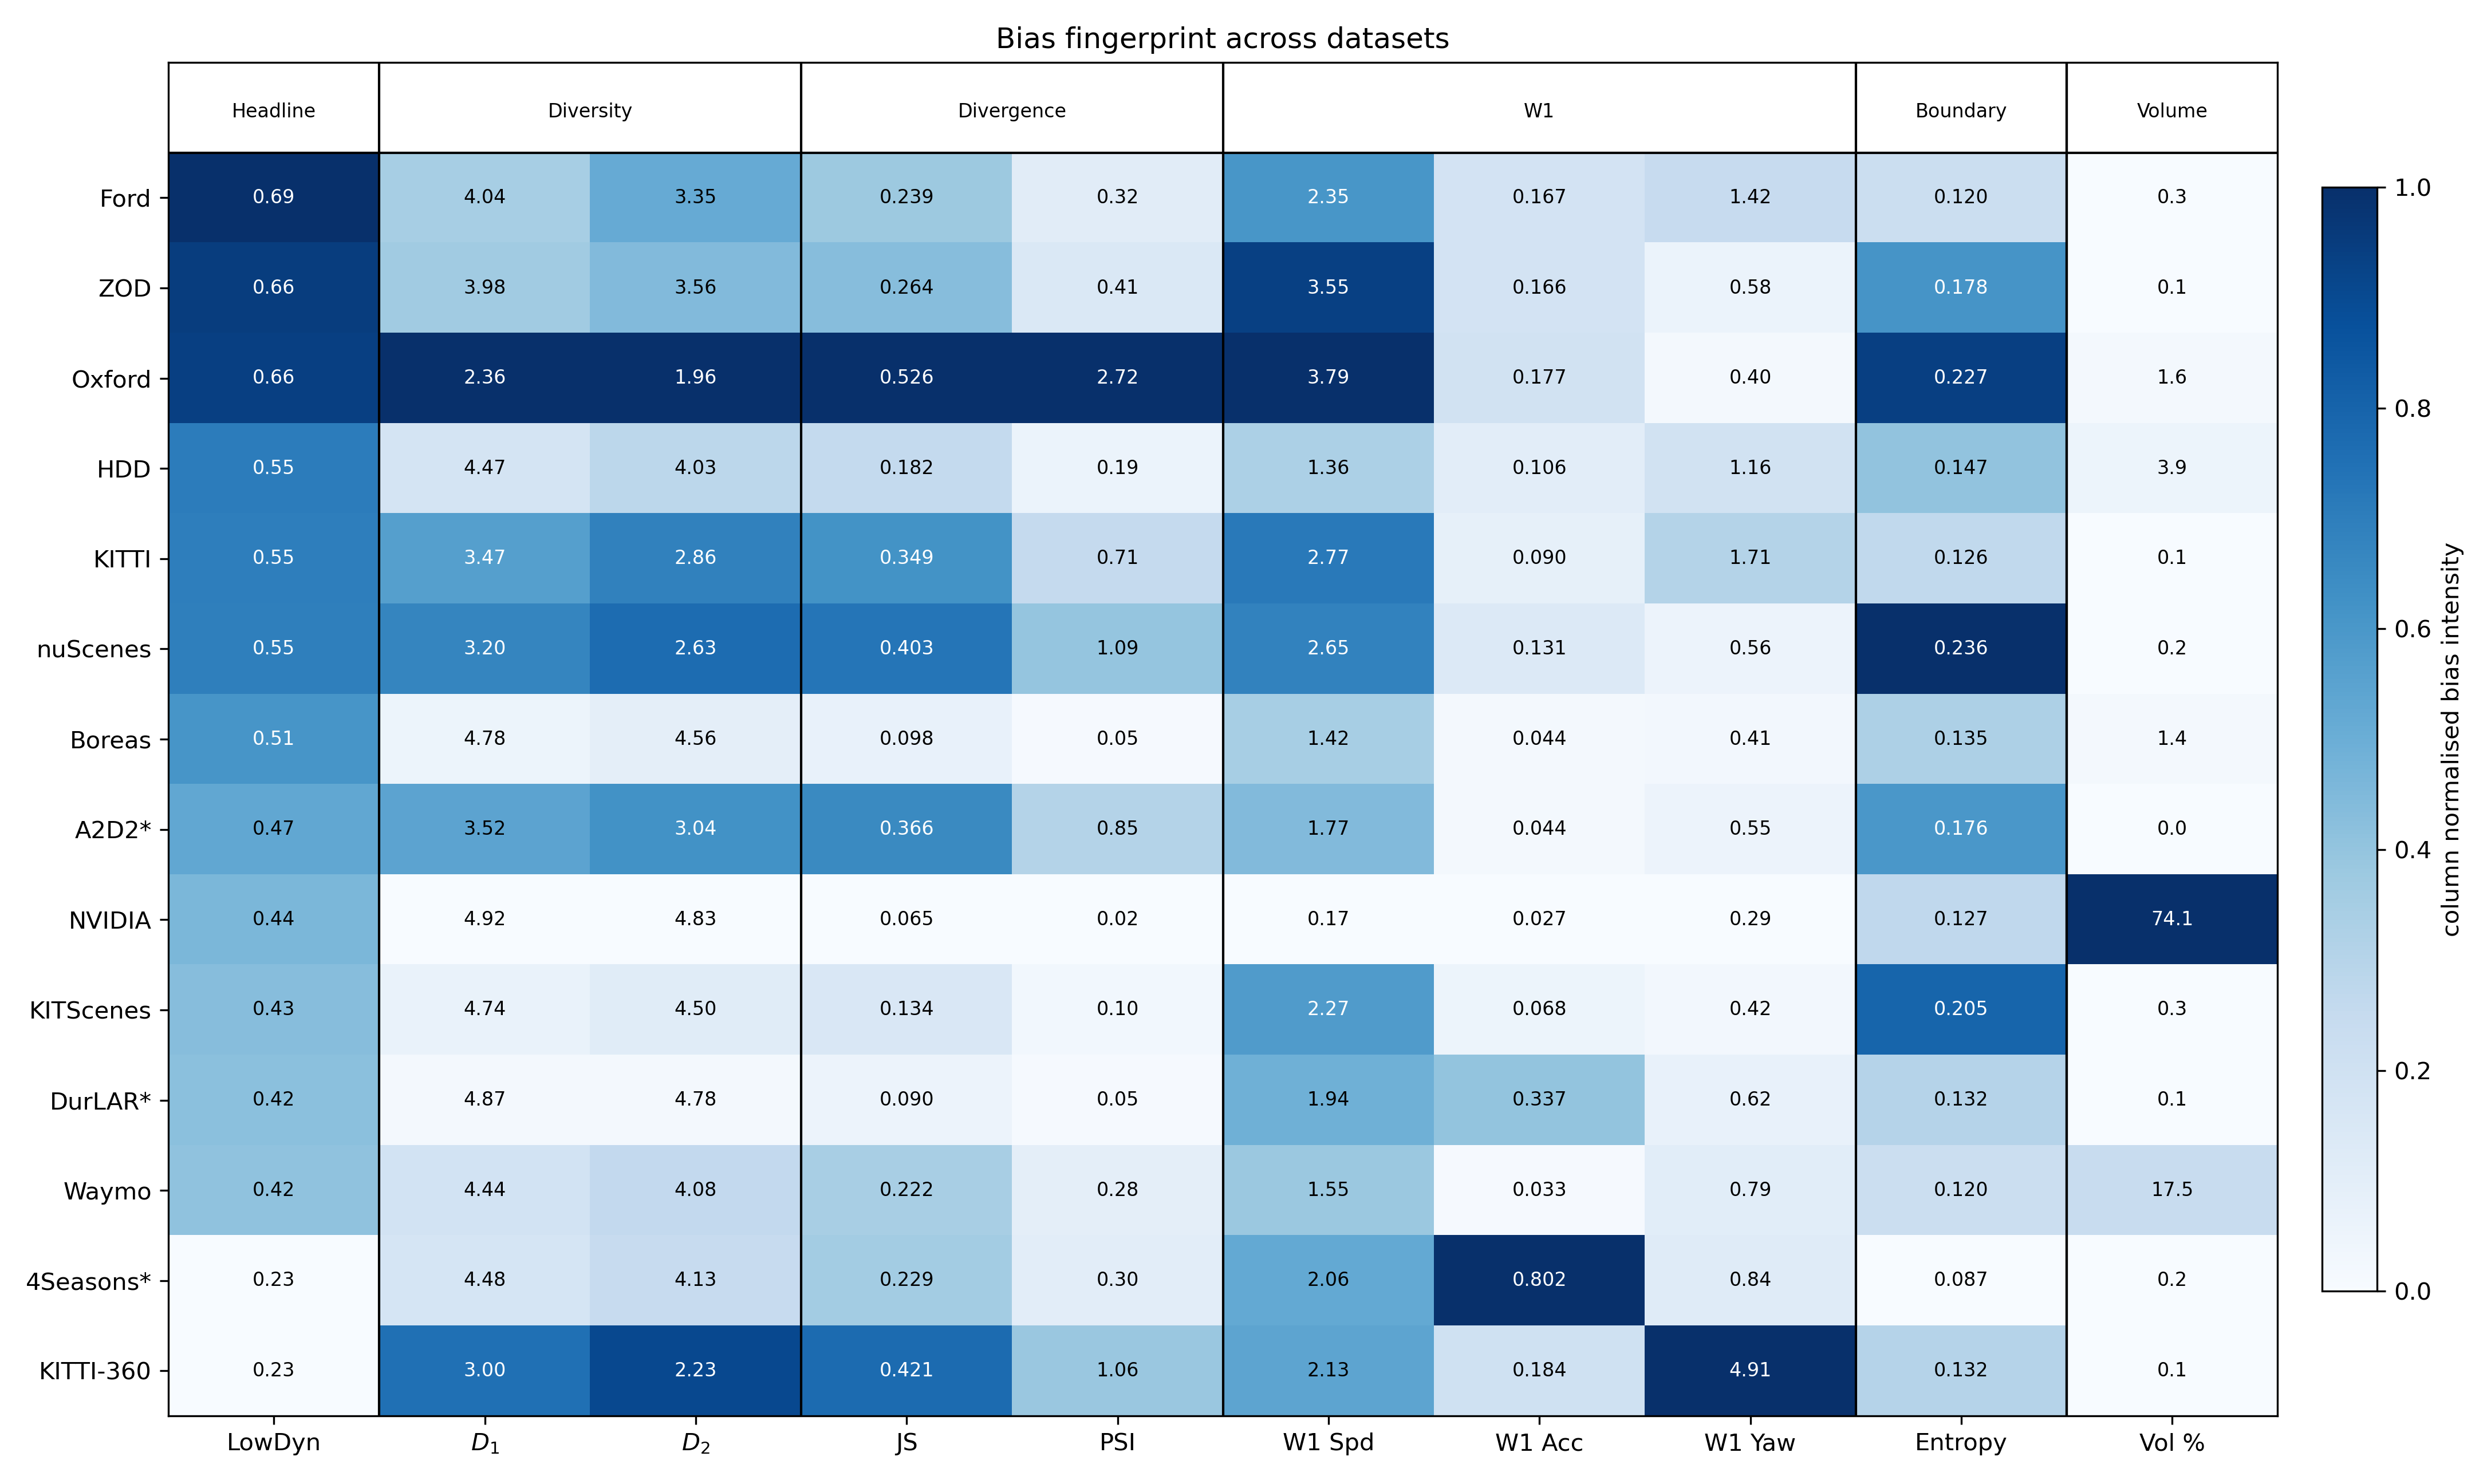 Bias fingerprint across datasets
Headline Diversity Divergence W1 Boundary Volume
Ford 0.69 4.04 3.35 0.239 0.32 2.35 0.167 1.42 0.120 0.3
ZOD 0.66 3.98 3.56 0.264 0.41 3.55 0.166 0.58 0.178 0.1
Oxford 0.66 2.36 1.96 0.526 2.72 3.79 0.177 0.40 0.227 1.6
HDD 0.55 4.47 4.03 0.182 0.19 1.36 0.106 1.16 0.147 3.9
KITTI 0.55 3.47 2.86 0.349 0.71 2.77 0.090 1.71 0.126 0.1
nuScenes 0.55 3.20 2.63 0.403 1.09 2.65 0.131 0.56 0.236 0.2
Boreas 0.51 4.78 4.56 0.098 0.05 1.42 0.044 0.41 0.135 1.4
A2D2* 0.47 3.52 3.04 0.366 0.85 1.77 0.044 0.55 0.176 0.0
NVIDIA 0.44 4.92 4.83 0.065 0.02 0.17 0.027 0.29 0.127 74.1
KITScenes 0.43 4.74 4.50 0.134 0.10 2.27 0.068 0.42 0.205 0.3
DurLAR* 0.42 4.87 4.78 0.090 0.05 1.94 0.337 0.62 0.132 0.1
Waymo 0.42 4.44 4.08 0.222 0.28 1.55 0.033 0.79 0.120 17.5
4Seasons* 0.23 4.48 4.13 0.229 0.30 2.06 0.802 0.84 0.087 0.2
KITTI-360 0.23 3.00 2.23 0.421 1.06 2.13 0.184 4.91 0.132 0.1
LowDyn D₁ D₂ JS PSI W1 Spd W1 Acc W1 Yaw Entropy Vol %
1.0
0.8
0.6
0.4
0.2
0.0
column normalised bias intensity